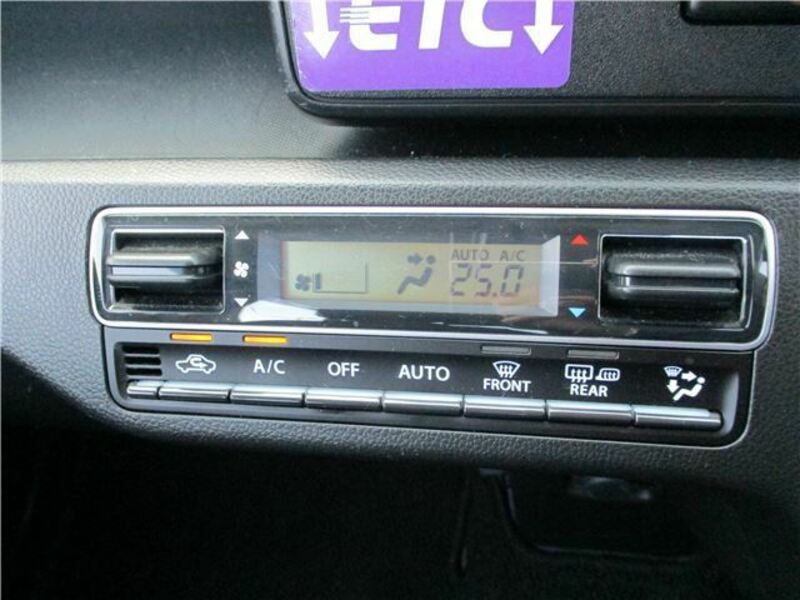 ETC
AUTO A/C
25.0
A/C OFF AUTO FRONT REAR